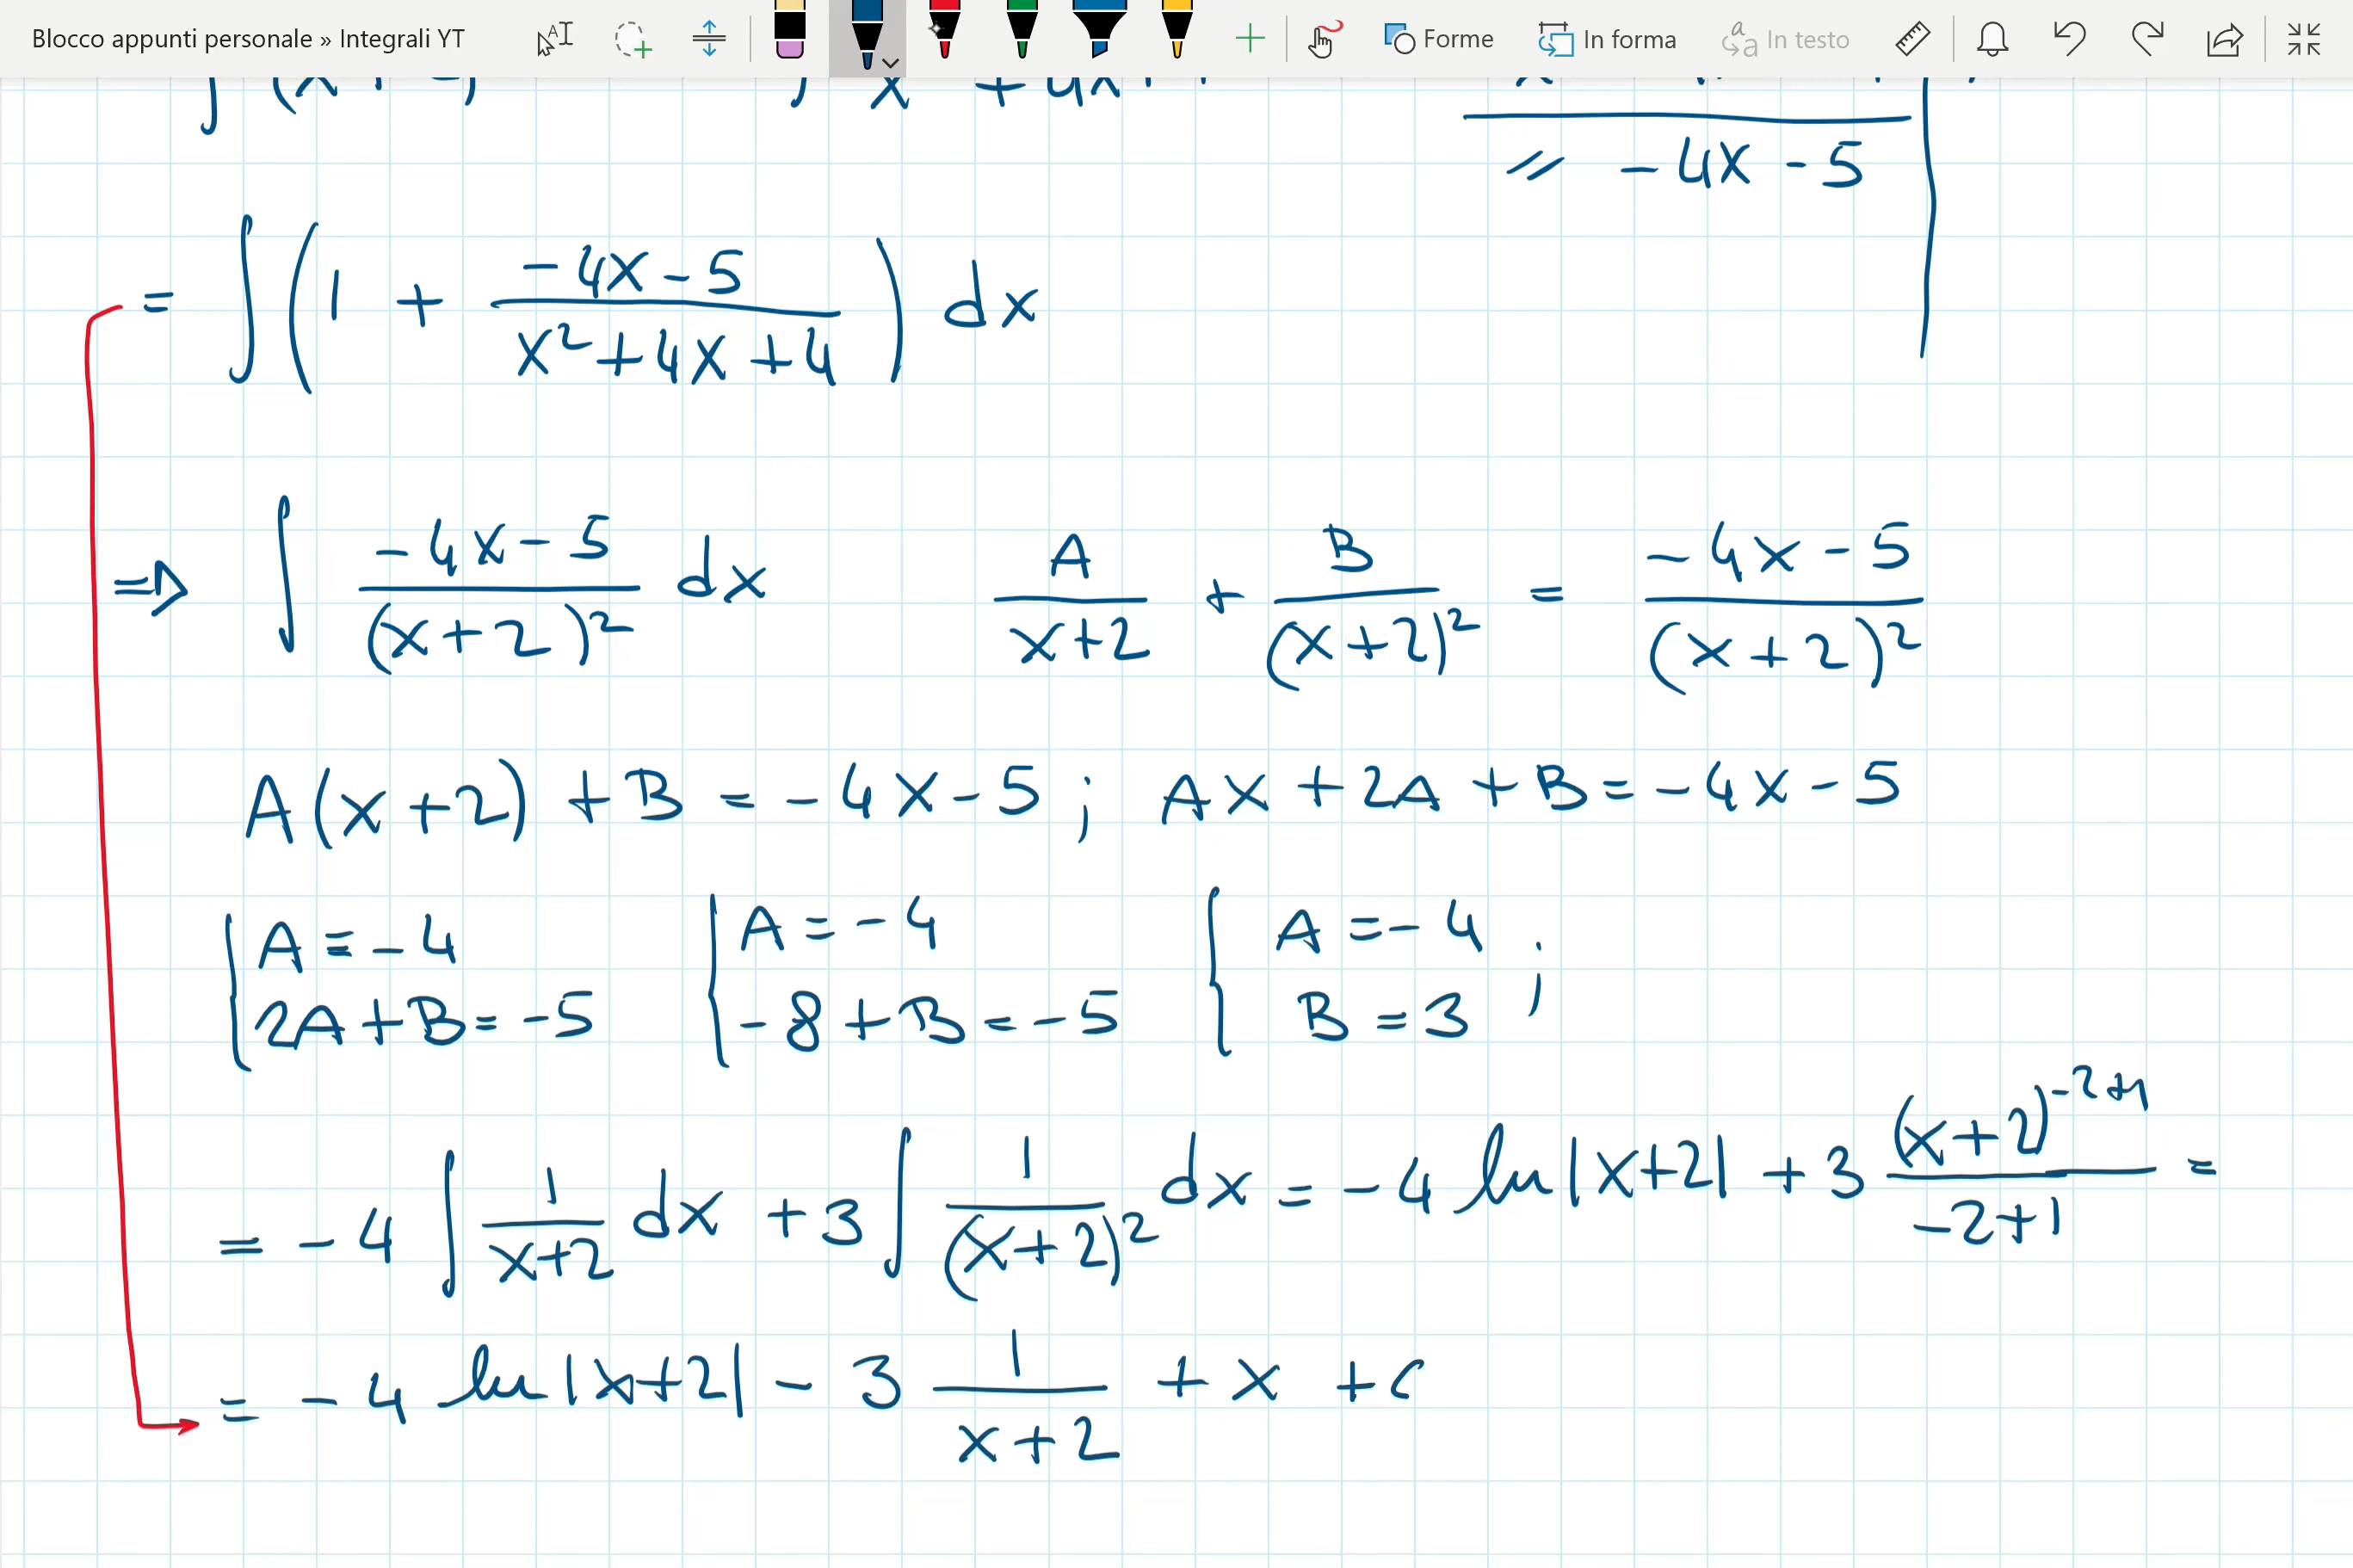 Blocco appunti personale » Integrali YT Forme In forma In testo
// -4x - 5
= ∫(1 + (-4x-5)/(x²+4x+4)) dx
=> ∫ (-4x-5)/(x+2)² dx A/(x+2) + B/(x+2)² = (-4x-5)/(x+2)²
A(x+2)+B=-4x-5; Ax+2A+B=-4x-5
{A=-4 {A=-4 {A=-4;
{2A+B=-5 {-8+B=-5 {B=3;
= -4 ∫ 1/(x+2) dx + 3∫ 1/(x+2)² dx = -4 ln|x+2| + 3 (x+2)^(-2+1)/(-2+1) =
= -4 ln|x+2| - 3 1/(x+2) + x + c